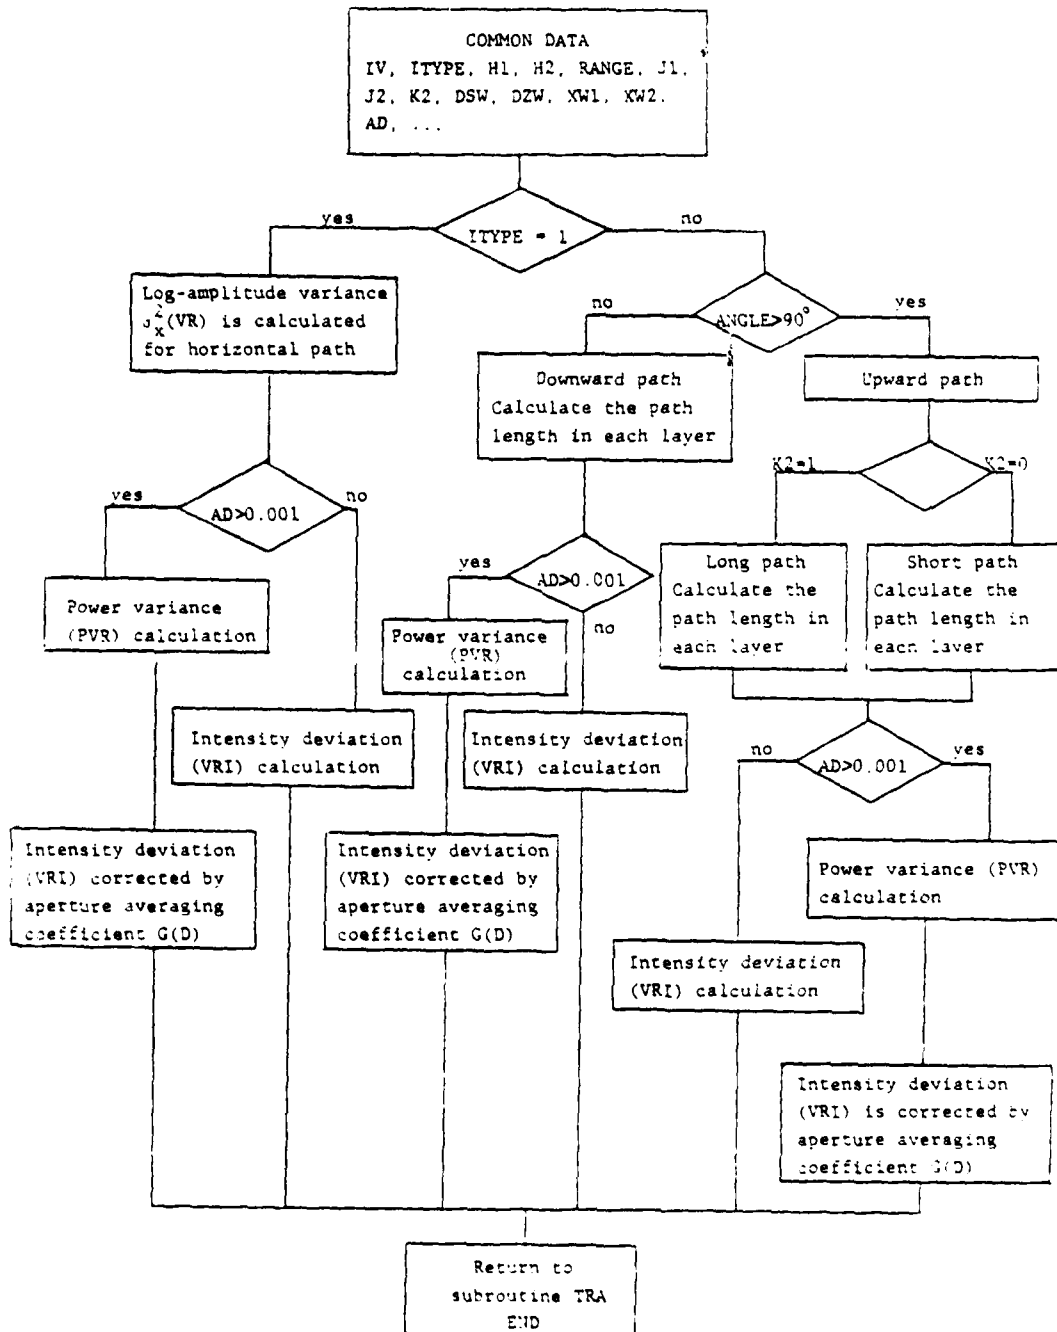 COMMON DATA
IV, ITYPE, H1, H2, RANGE, J1,
J2, K2, DSW, DZW, XW1, XW2,
AD, ...
yes
no
ITYPE = 1
Log-amplitude variance
(VR) is calculated
for horizontal path
no
yes
ANGLE>90°
Downward path
Calculate the path
length in each layer
Upward path
K2=1
K2=0
yes
no
AD>0.001
yes
AD>0.001
no
Long path
Calculate the
path length in
each layer
Short path
Calculate the
path length in
each layer
Power variance
(PVR) calculation
Power variance
(PVR)
calculation
Intensity deviation
(VRI) calculation
Intensity deviation
(VRI) calculation
no
yes
AD>0.001
Intensity deviation
(VRI) corrected by
aperture averaging
coefficient G(D)
Intensity deviation
(VRI) corrected by
aperture averaging
coefficient G(D)
Power variance (PVR)
calculation
Intensity deviation
(VRI) calculation
Intensity deviation
(VRI) is corrected by
aperture averaging
coefficient G(D)
Return to
subroutine TRA
END